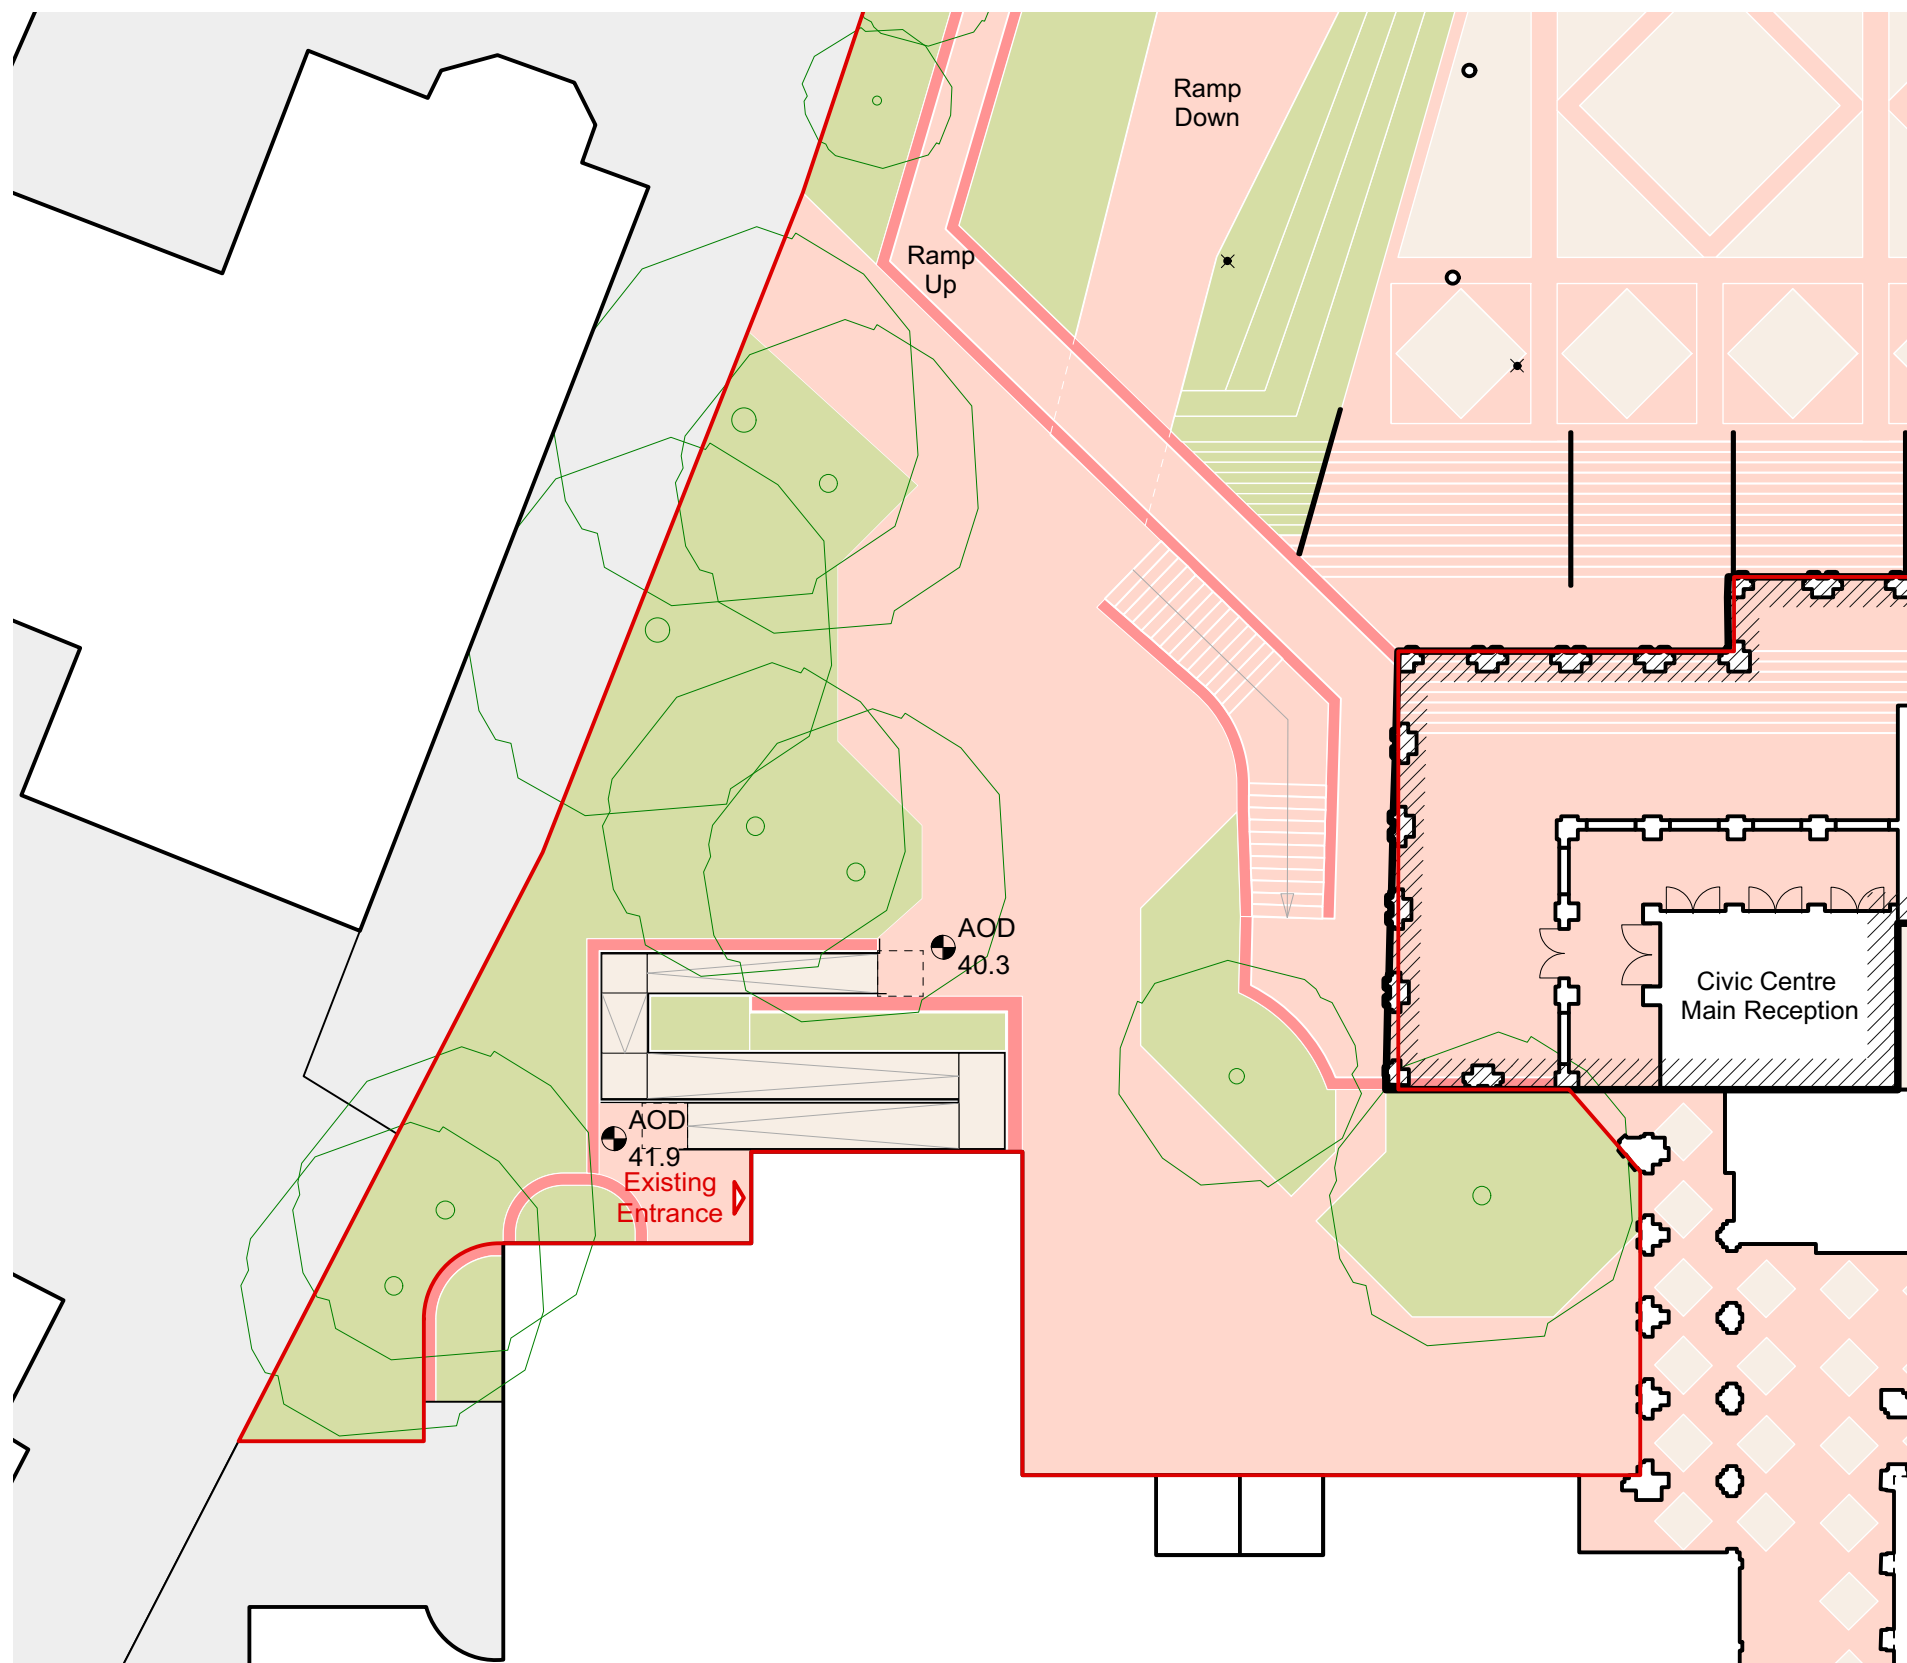 Ramp
Down
Ramp
Up
AOD
40.3
Civic Centre
Main Reception
AOD
41.9
Existing
Entrance